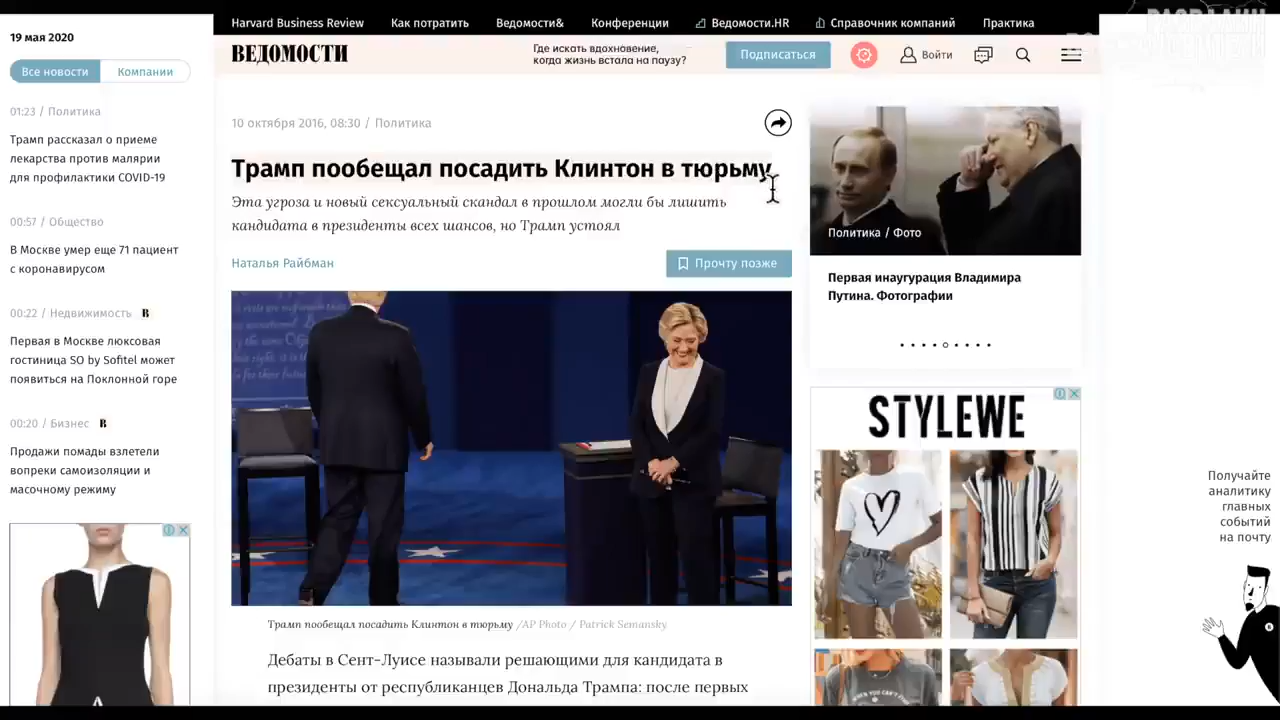 19 мая 2020
Все новости
Компании
01:23 / Политика
Трамп рассказал о приеме
лекарства против малярии
для профилактики COVID-19
00:57 / Общество
В Москве умер еще 71 пациент
с коронавирусом
00:22 / Недвижимость В
Первая в Москве люксовая
гостиница SO by Sofitel может
появиться на Поклонной горе
00:20 / Бизнес В
Продажи помады взлетели
вопреки самоизоляции и
масочному режиму
Harvard Business Review
Как потратить
Ведомости&
Конференции
Ведомости.HR
Справочник компаний
Практика
ВЕДОМОСТИ
Где искать вдохновение,
когда жизнь встала на паузу?
Подписаться
Войти
10 октября 2016, 08:30 / Политика
Трамп пообещал посадить Клинтон в тюрьму
Эта угроза и новый сексуальный скандал в прошлом могли бы лишить
кандидата в президенты всех шансов, но Трамп устоял
Наталья Райбман
Прочту позже
Трамп пообещал посадить Клинтон в тюрьму /AP Photo / Patrick Semansky
Дебаты в Сент-Луисе называли решающими для кандидата в
президенты от республиканцев Дональда Трампа: после первых
Политика / Фото
Первая инаугурация Владимира
Путина. Фотографии
STYLEWE
Получайте
аналитику
главных
событий
на почту